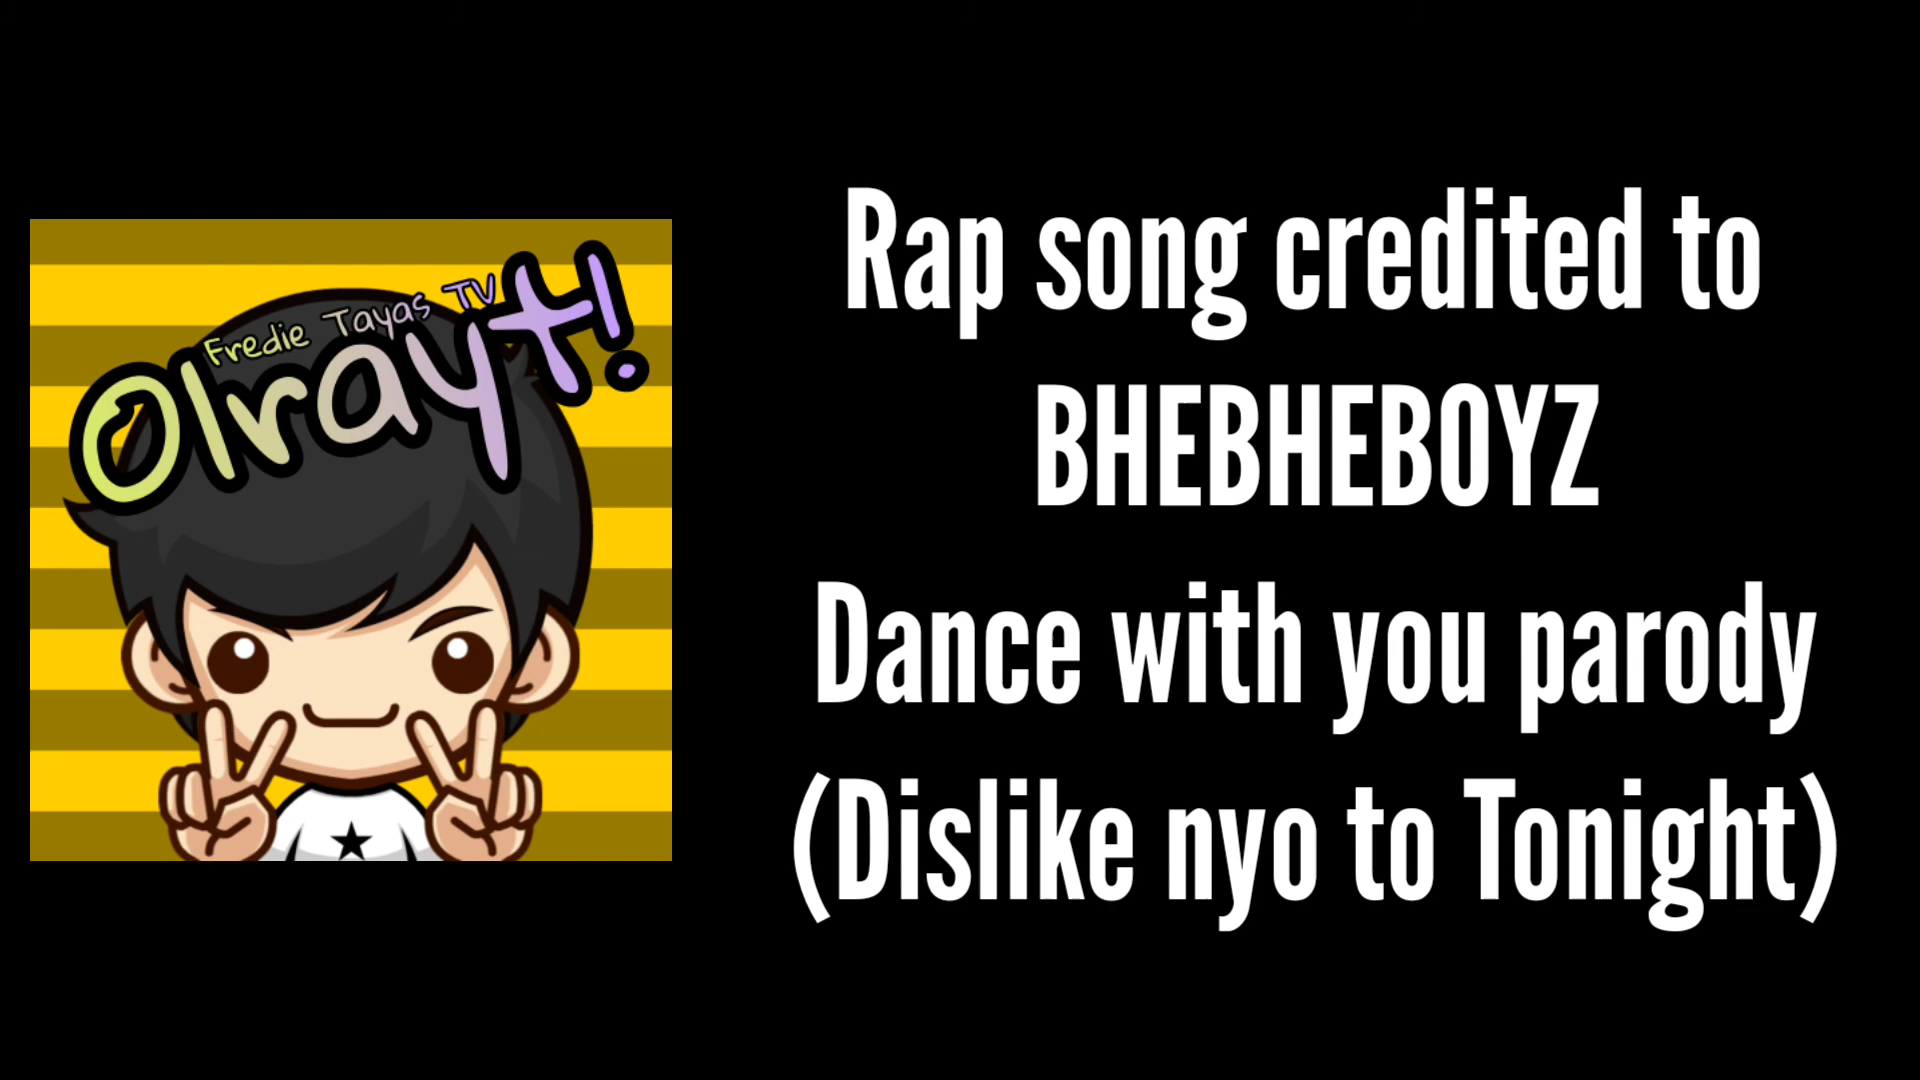 Fredie Tayas TV
Olrayt!
Rap song credited to
BHEBHEBOYZ
Dance with you parody
(Dislike nyo to Tonight)